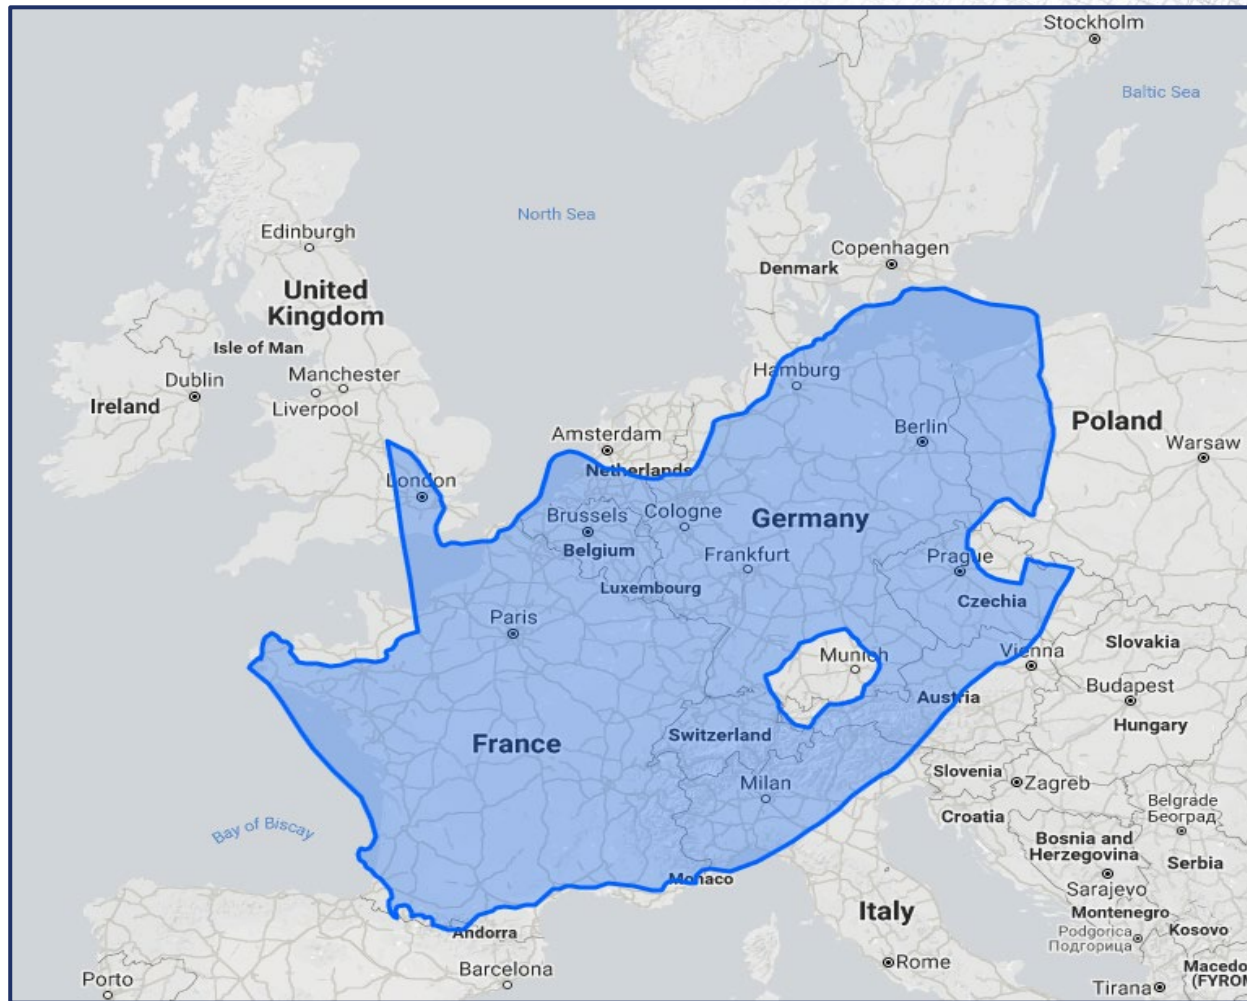 Stockholm
Baltic Sea
North Sea
Edinburgh
Copenhagen
Denmark
United
Kingdom
Isle of Man
Hamburg
Dublin
Manchester
Ireland
Liverpool
Poland
Berlin
Amsterdam
Warsaw
Netherlands
London
Brussels
Cologne
Germany
Belgium
Frankfurt
Prague
Luxembourg
Czechia
Paris
Slovakia
Munich
Vienna
Budapest
Austria
Hungary
France
Switzerland
Slovenia
Milan
Zagreb
Belgrade
Београд
Croatia
Bay of Biscay
Bosnia and
Herzegovina
Serbia
Monaco
Sarajevo
Italy
Montenegro
Andorra
Podgorica
Подгорица
Kosovo
Barcelona
Rome
Macedo
(FYROM
Porto
Tirana